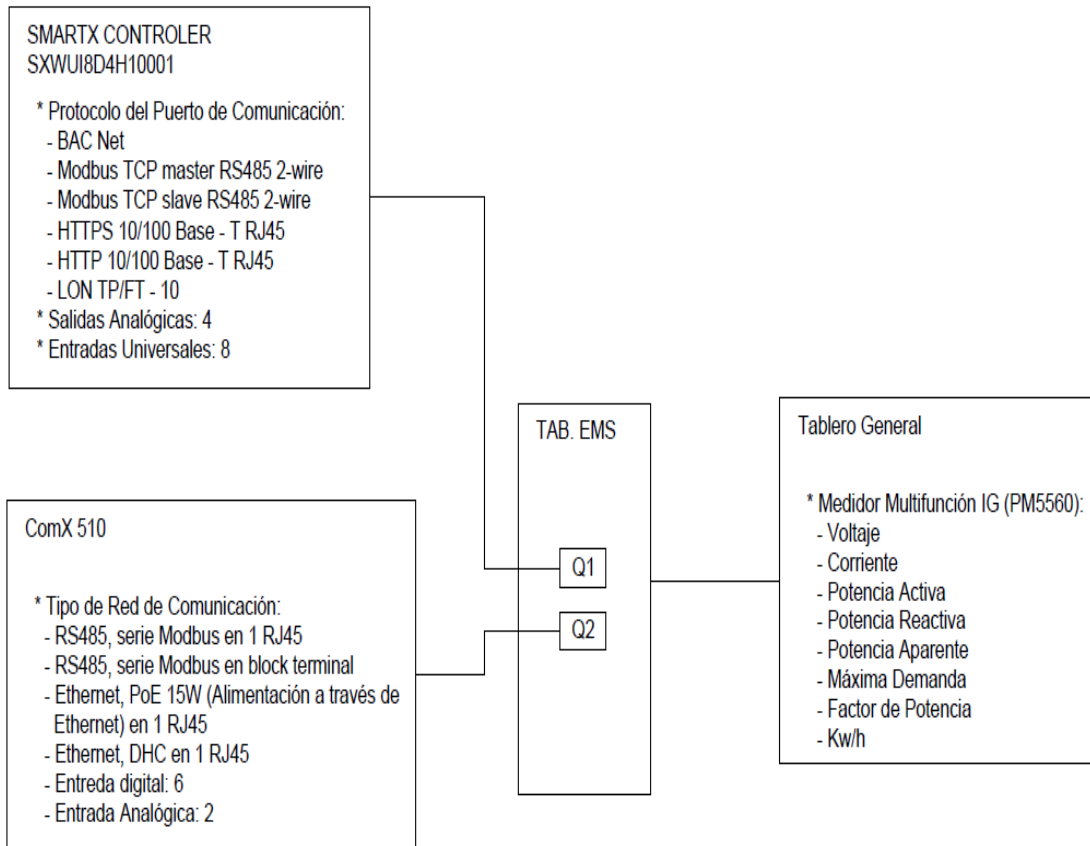 SMARTX CONTROLER
SXWUI8D4H10001
* Protocolo del Puerto de Comunicación:
- BAC Net
- Modbus TCP master RS485 2-wire
- Modbus TCP slave RS485 2-wire
- HTTPS 10/100 Base - T RJ45
- HTTP 10/100 Base - T RJ45
- LON TP/FT - 10
* Salidas Analógicas: 4
* Entradas Universales: 8
ComX 510
* Tipo de Red de Comunicación:
- RS485, serie Modbus en 1 RJ45
- RS485, serie Modbus en block terminal
- Ethernet, PoE 15W (Alimentación a través de
Ethernet) en 1 RJ45
- Ethernet, DHC en 1 RJ45
- Entreda digital: 6
- Entrada Analógica: 2
TAB. EMS
Q1
Q2
Tablero General
* Medidor Multifunción IG (PM5560):
- Voltaje
- Corriente
- Potencia Activa
- Potencia Reactiva
- Potencia Aparente
- Máxima Demanda
- Factor de Potencia
- Kw/h